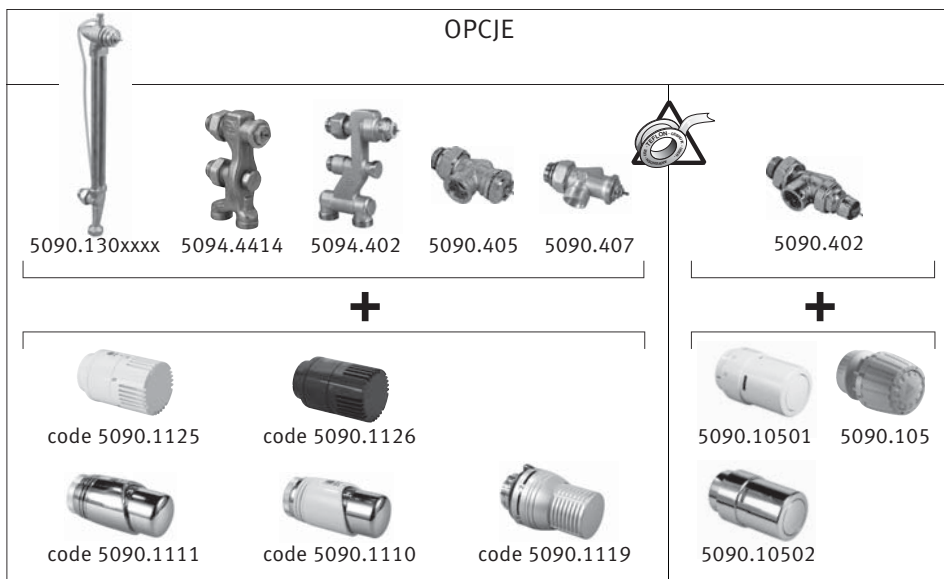 OPCJE
TEFLON
5090.130xxxx 5094.4414 5094.402 5090.405 5090.407 5090.402
+ +
code 5090.1125 code 5090.1126 5090.10501 5090.105
code 5090.1111 code 5090.1110 code 5090.1119 5090.10502